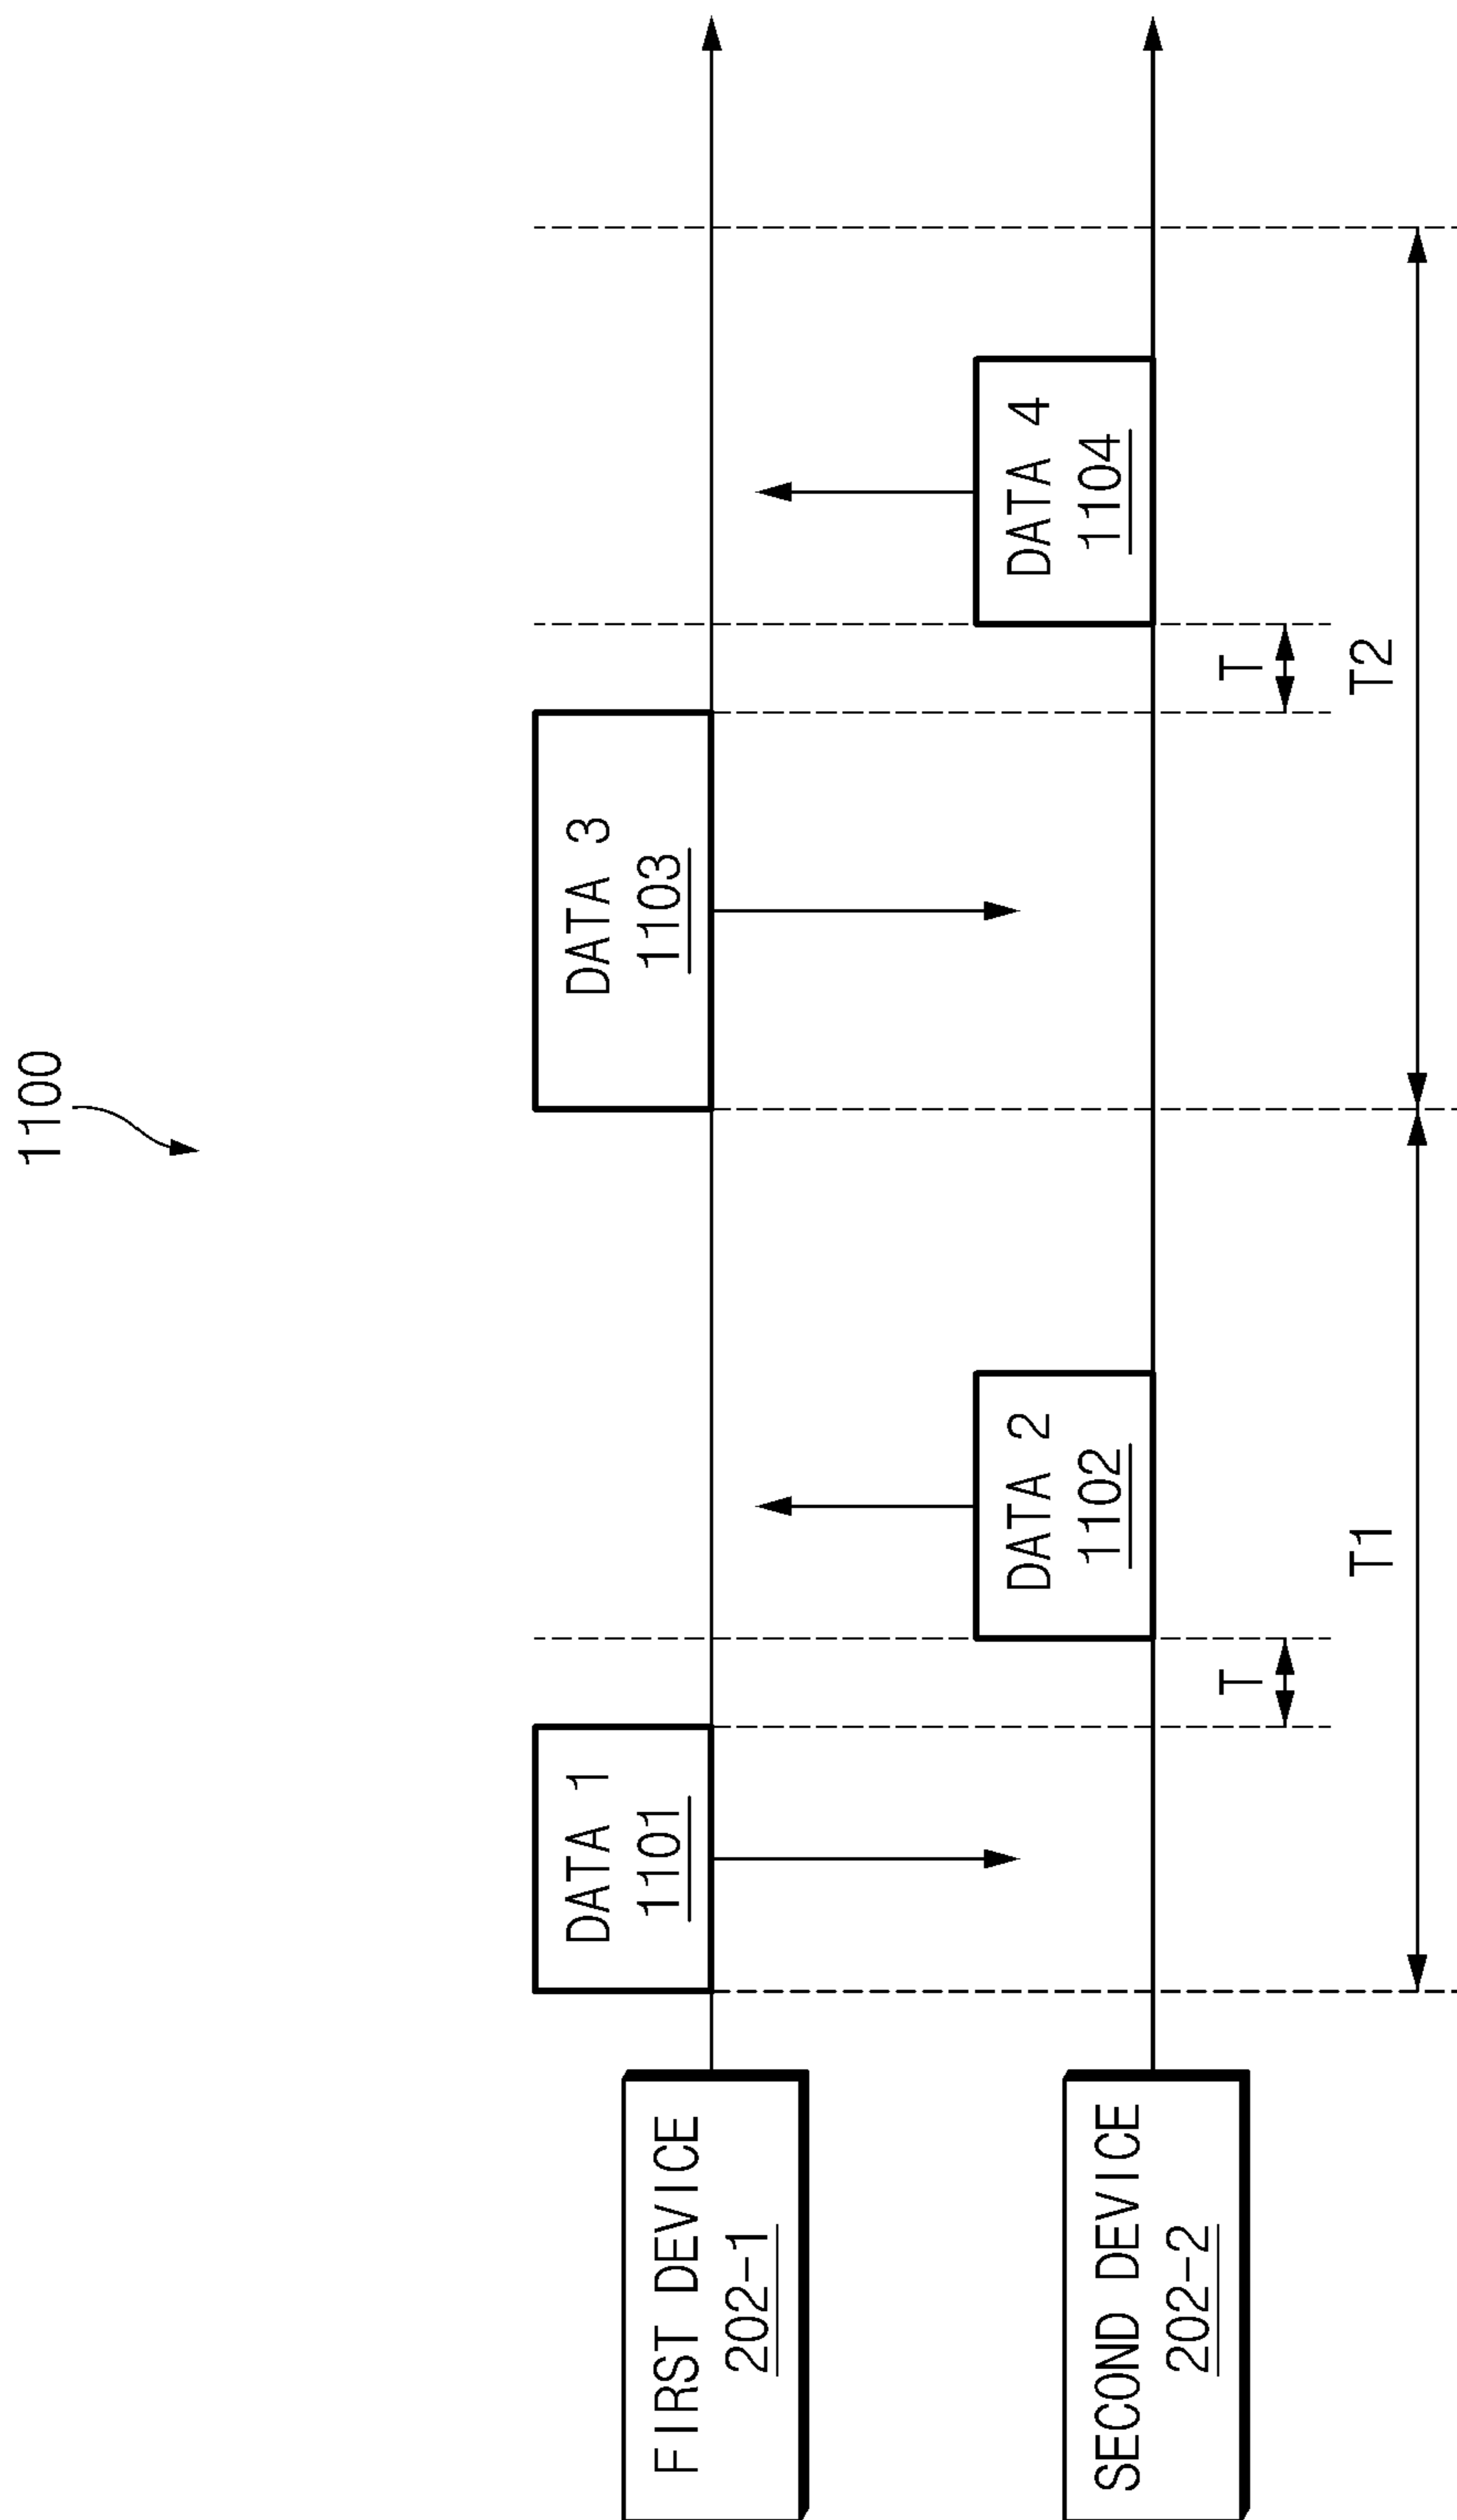 1100
FIRST DEVICE
202-1
DATA 1
1101
DATA 3
1103
SECOND DEVICE
202-2
DATA 2
1102
DATA 4
1104
T
T
T1
T2